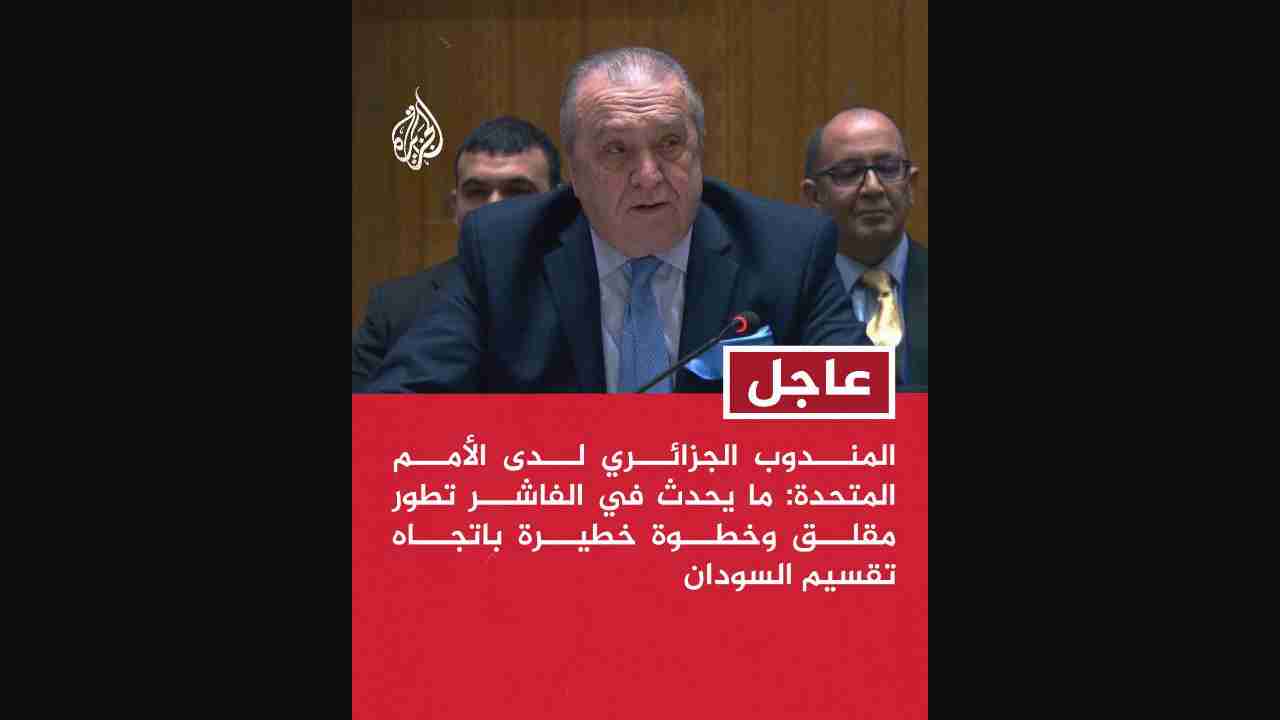 الجزيرة
عاجل
المندوب الجزائري لدى الأمم
المتحدة: ما يحدث في الفاشر تطور
مقلق وخطوة خطيرة باتجاه
تقسيم السودان